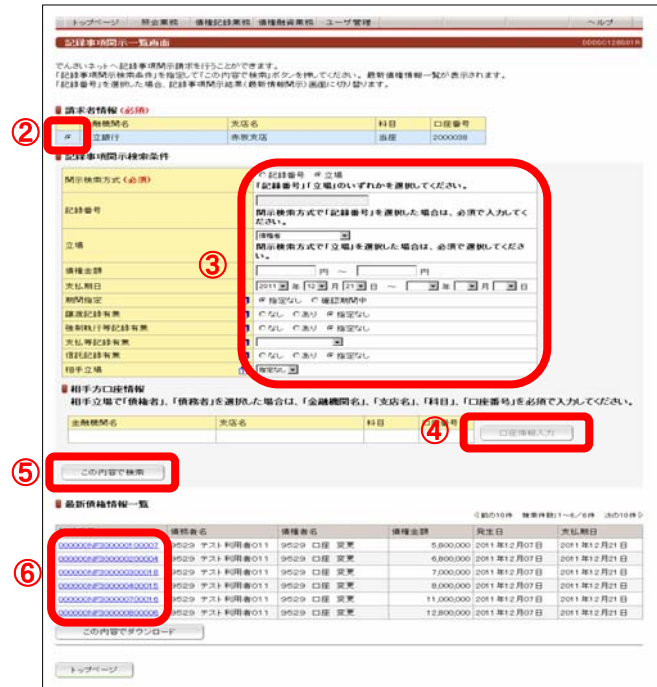 トップページ 照会業務 債権記録業務 債権融資業務 ユーザ管理 ヘルプ
記録事項開示一覧画面
でんさいネットへ記録事項開示請求を行うことができます。
「記録事項開示検索条件」を指定して「この内容で検索」ボタンを押してください。最新債権情報一覧が表示されます。
「記録番号」を選択した場合、記録事項開示結果(最新情報開示)画面に切り替ります。
請求者情報 (必須)
②
融機関名 支店名 科目 口座番号
立銀行 赤坂支店 当座 2000038
記録事項開示検索条件
開示検索方式 (必須) 記録番号 立場
「記録番号」「立場」のいずれかを選択してください。
記録番号
開示検索方式で「記録番号」を選択した場合は、必須で入力してください。
立場 債権者
開示検索方式で「立場」を選択した場合は、必須で選択してください。
③
債権金額 円 ～ 円
支払期日 2011 年 12 月 21 日 ～ 年 月 日
期間指定 指定なし 確認期間中
譲渡記録有無 なし あり 指定なし
強制執行等記録有無 なし あり 指定なし
支払等記録有無
信託記録有無 なし あり 指定なし
相手立場 指定なし
相手方口座情報
相手立場で「債権者」、「債務者」を選択した場合は、「金融機関名」、「支店名」、「科目」、「口座番号」を必須で入力してください。
金融機関名 支店名 科目 口 番号
④
口座情報入力
⑤
この内容で検索
最新債権情報一覧
前の10件 検索件数:1～6／6件 次の10件
債務者名 債権者名 債権金額 発生日 支払期日
⑥
000000NF300000100007 9529 テスト利用者011 9529 口座 変更 5,800,000 2011年12月07日 2011年12月21日
000000NF300000200004 9529 テスト利用者011 9529 口座 変更 6,800,000 2011年12月07日 2011年12月21日
9529 テスト利用者011 9529 口座 変更 7,000,000 2011年12月07日 2011年12月21日
000000NF300000400015 9529 テスト利用者011 9529 口座 変更 8,000,000 2011年12月07日 2011年12月21日
000000NF300000700016 9529 テスト利用者011 9529 口座 変更 11,000,000 2011年12月07日 2011年12月21日
000000NF300000800006 9529 テスト利用者011 9529 口座 変更 12,800,000 2011年12月07日 2011年12月21日
この内容でダウンロード
トップページ